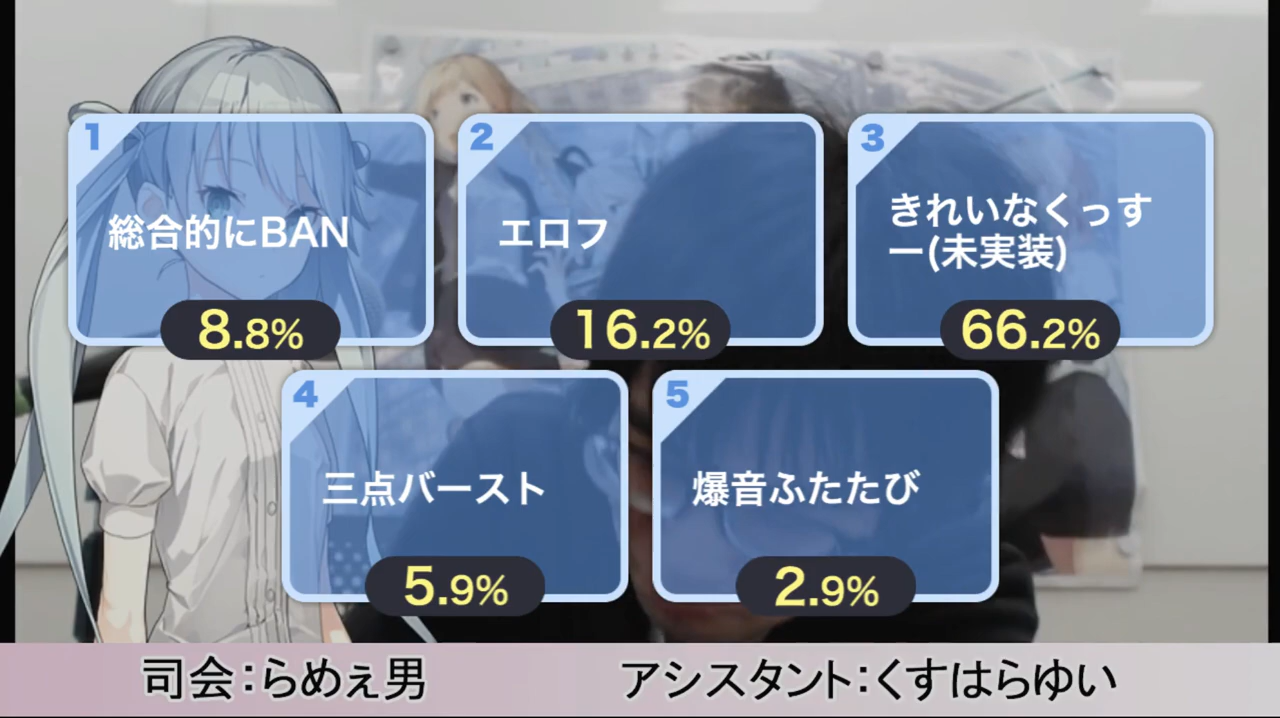 1
総合的にBAN
8.8%
2
エロフ
16.2%
3
きれいなくっす
ー(未実装)
66.2%
4
三点バースト
5.9%
5
爆音ふたたび
2.9%
司会:らめぇ男
アシスタント:くすはらゆい